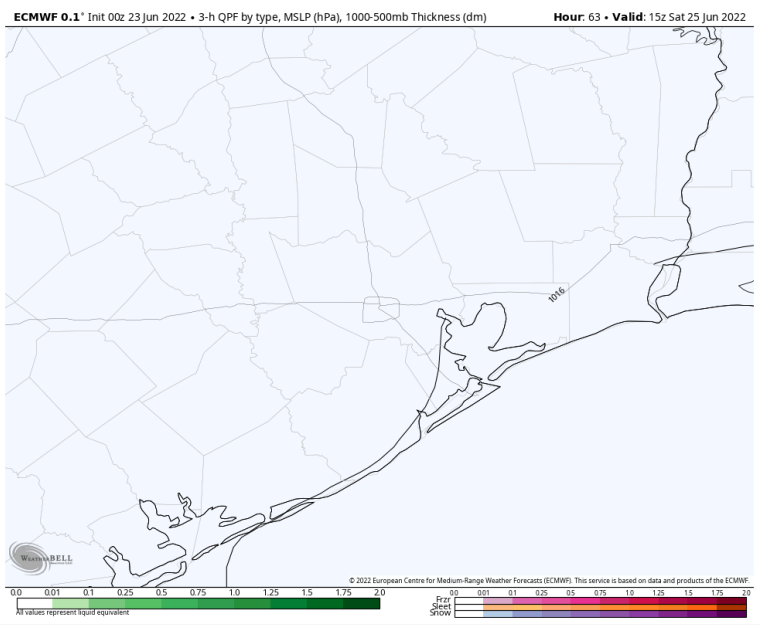 ECMWF 0.1° Init 00z 23 Jun 2022 • 3-h QPF by type, MSLP (hPa), 1000-500mb Thickness (dm) Hour: 63 • Valid: 15z Sat 25 Jun 2022
1016
WEATHERBELL
© 2022 European Centre for Medium-Range Weather Forecasts (ECMWF). This service is based on data and products of the ECMWF.
0.0 0.01 0.1 0.25 0.5 0.75 1.0 1.25 1.5 1.75 2.0
All values represent liquid equivalent
0.0 .001 0.1 0.25 0.5 0.75 1.0 1.25 1.5 1.75 2.0
Frzr
Sleet
Snow